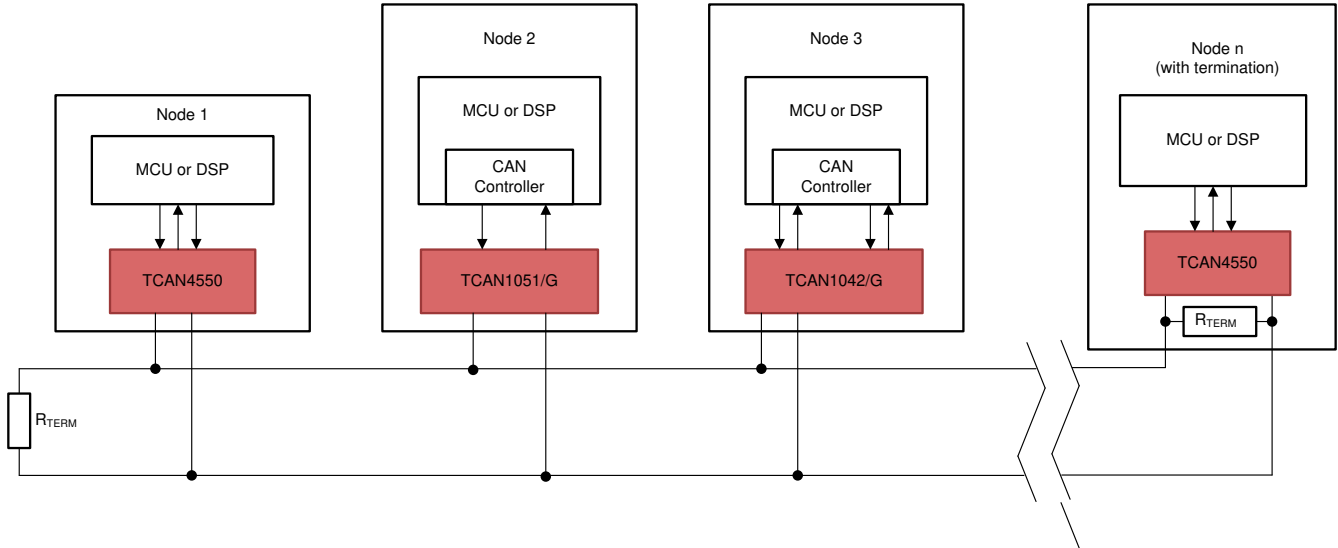 Node 1
MCU or DSP
TCAN4550
Node 2
MCU or DSP
CAN
Controller
TCAN1051/G
Node 3
MCU or DSP
CAN
Controller
TCAN1042/G
Node n
(with termination)
MCU or DSP
TCAN4550
RTERM
RTERM